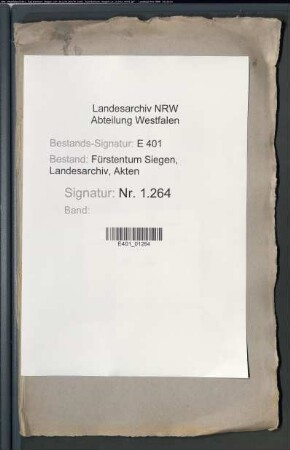 Landesarchiv NRW
Abteilung Westfalen
Bestands-Signatur: E 401
Bestand: Fürstentum Siegen,
Landesarchiv, Akten
Signatur: Nr. 1.264
Band:
E401_01264